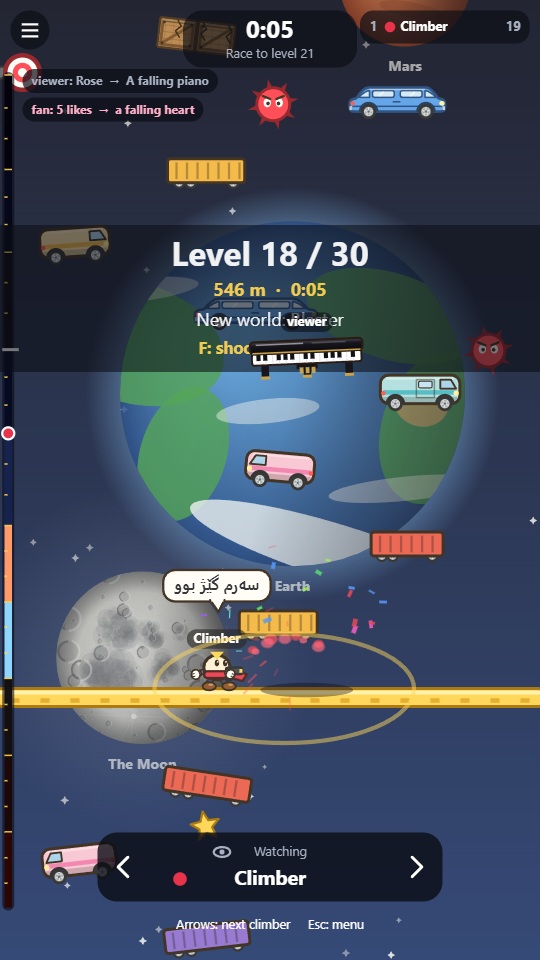 0:05
Race to level 21
1 Climber 19
Mars
viewer: Rose → A falling piano
fan: 5 likes → a falling heart
Level 18 / 30
546 m · 0:05
New world:
viewer
F:
سەرم گێژ بوو
Earth
Climber
The Moon
Watching
Climber
Arrows: next climber Esc: menu